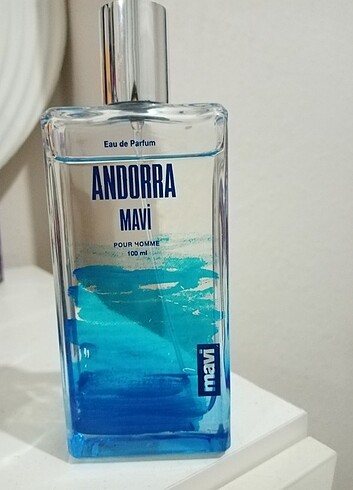 Eau de Parfum
ANDORRA
MAVİ
POUR HOMME
100 ml
mavi